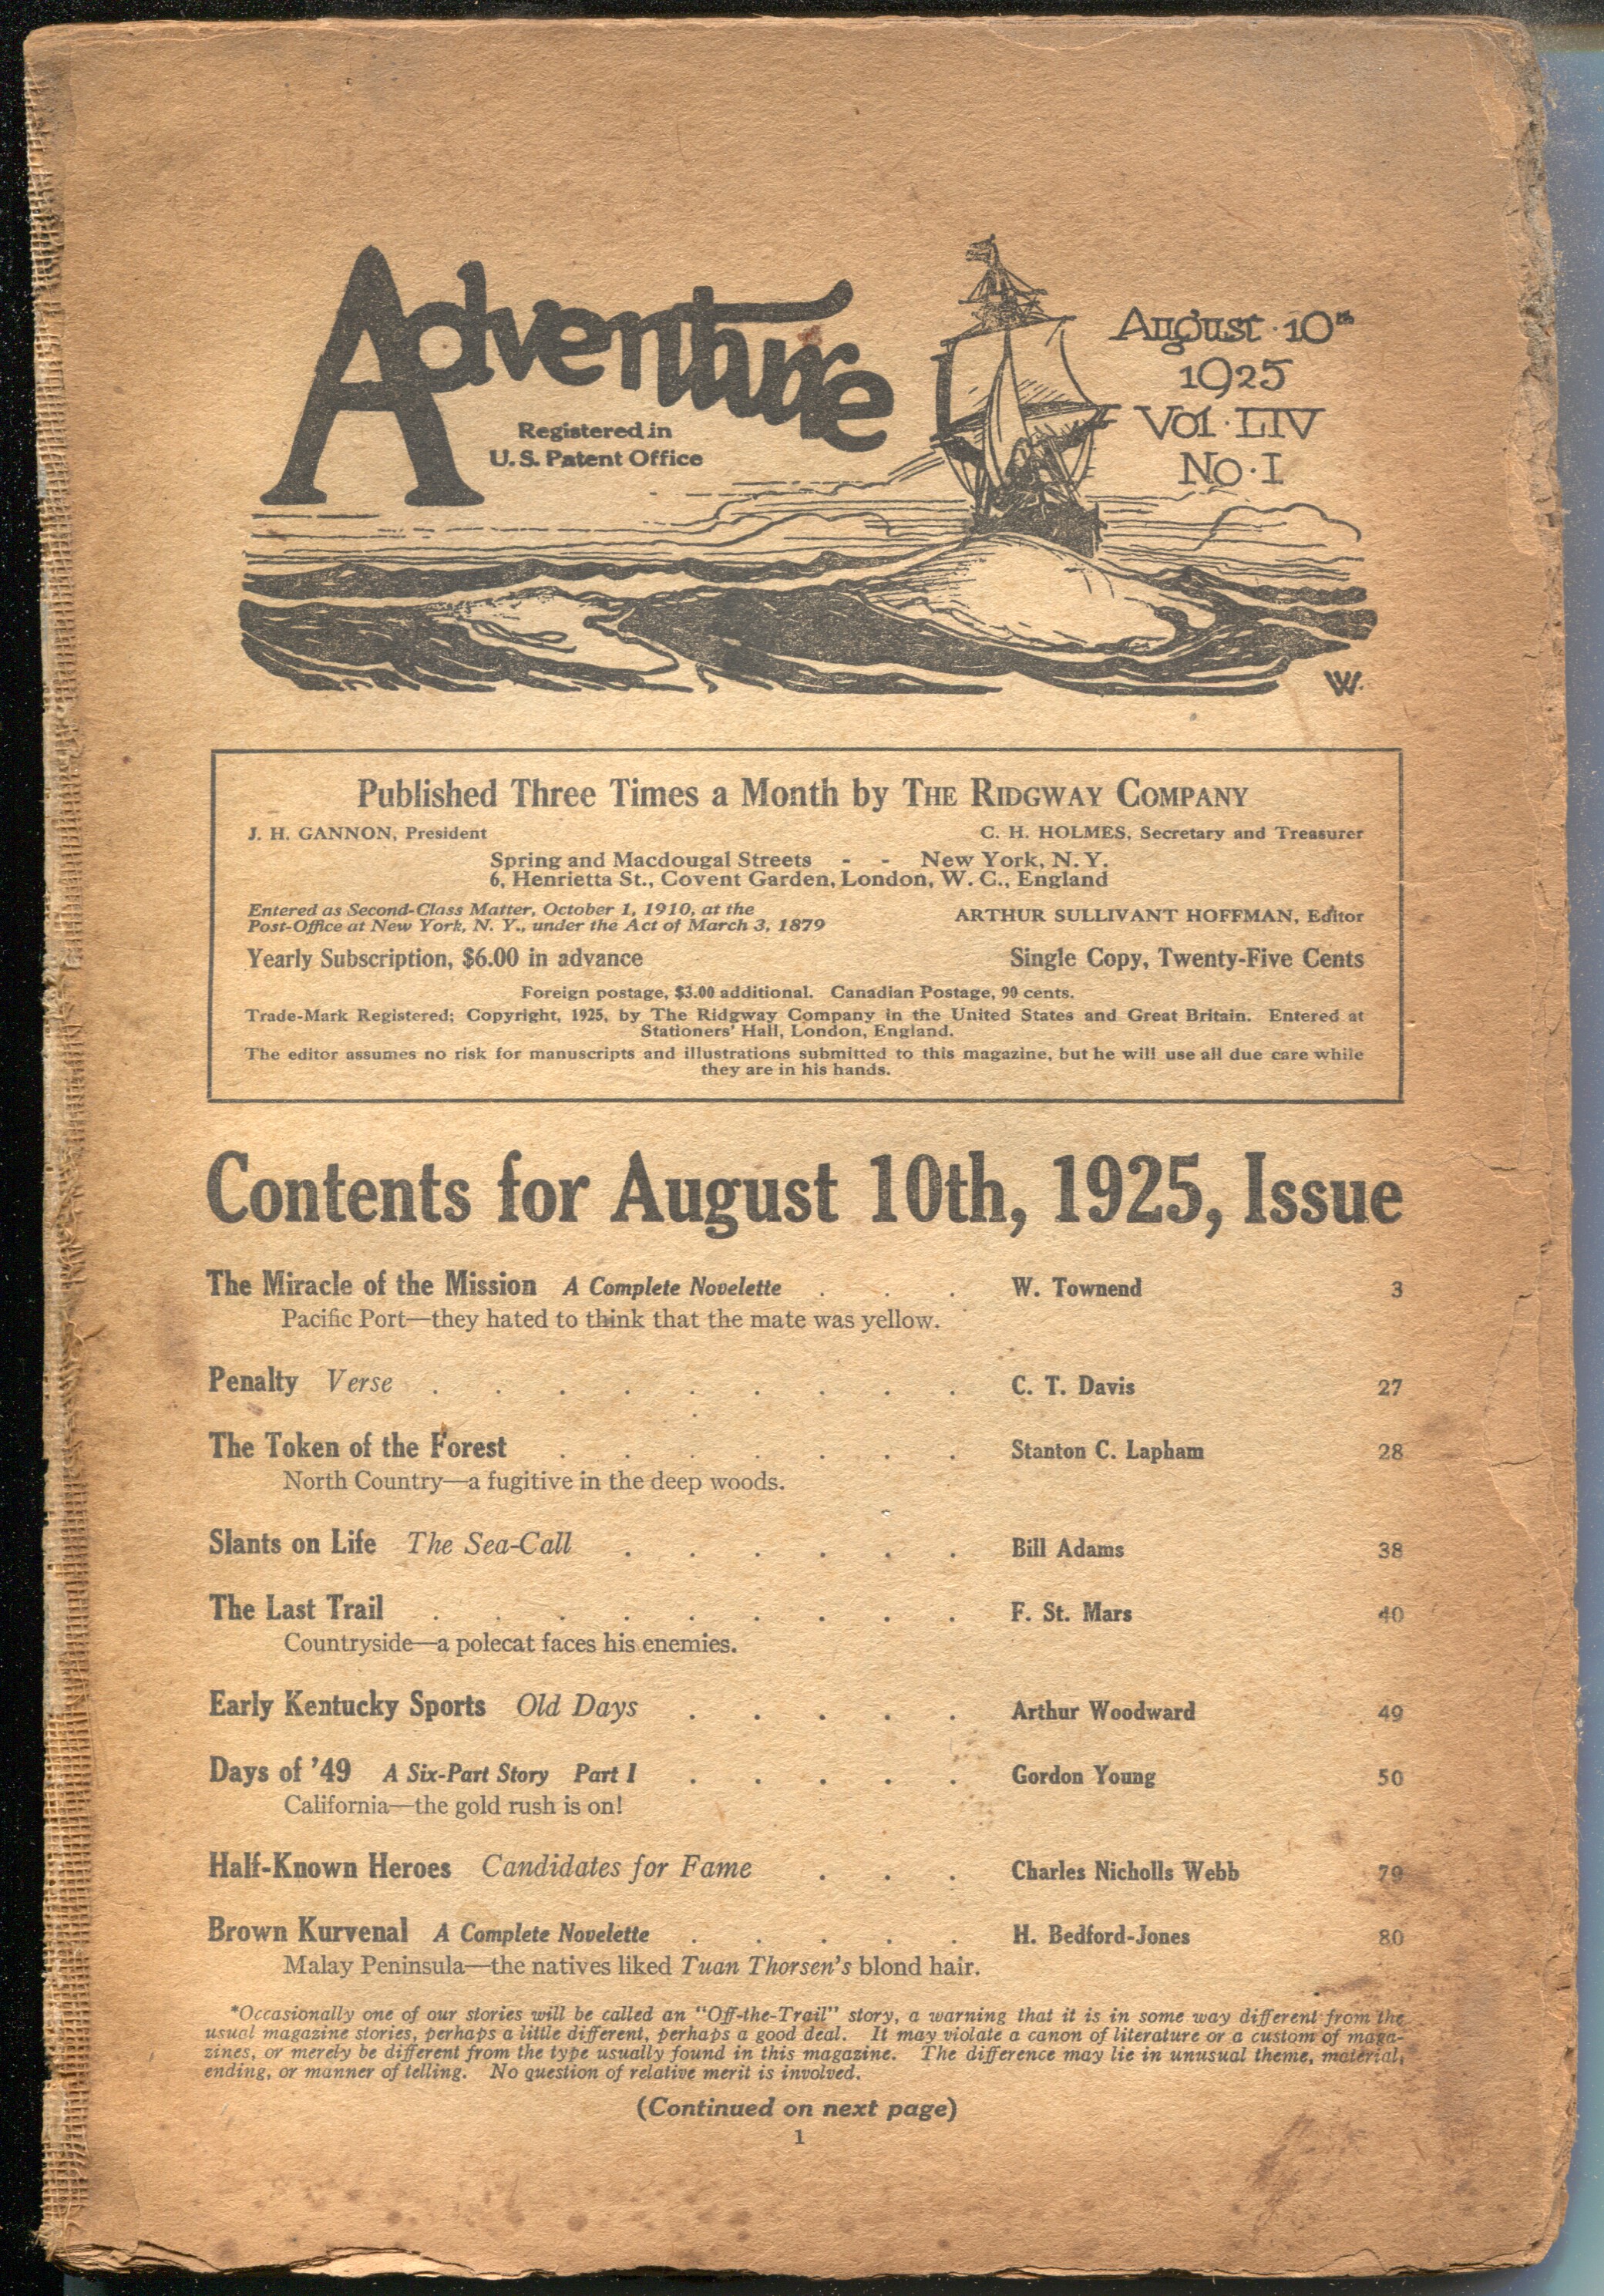 Adventure
Registered in
U. S. Patent Office
August · 10th
1925
Vol · LIV
No · I
W.
Published Three Times a Month by THE RIDGWAY COMPANY
J. H. GANNON, President C. H. HOLMES, Secretary and Treasurer
Spring and Macdougal Streets - - New York, N. Y.
6, Henrietta St., Covent Garden, London, W. C., England
Entered as Second-Class Matter, October 1, 1910, at the
Post-Office at New York, N. Y., under the Act of March 3, 1879
ARTHUR SULLIVANT HOFFMAN, Editor
Yearly Subscription, $6.00 in advance Single Copy, Twenty-Five Cents
Foreign postage, $3.00 additional. Canadian Postage, 90 cents.
Trade-Mark Registered; Copyright, 1925, by The Ridgway Company in the United States and Great Britain. Entered at
Stationers' Hall, London, England.
The editor assumes no risk for manuscripts and illustrations submitted to this magazine, but he will use all due care while
they are in his hands.
Contents for August 10th, 1925, Issue
The Miracle of the Mission A Complete Novelette . . . W. Townend 3
Pacific Port—they hated to think that the mate was yellow.
Penalty Verse . . . . . . . . . C. T. Davis 27
The Token of the Forest . . . . . . . Stanton C. Lapham 28
North Country—a fugitive in the deep woods.
Slants on Life The Sea-Call . . . . . . Bill Adams 38
The Last Trail . . . . . . . . . F. St. Mars 40
Countryside—a polecat faces his enemies.
Early Kentucky Sports Old Days . . . . . Arthur Woodward 49
Days of '49 A Six-Part Story Part I . . . . . Gordon Young 50
California—the gold rush is on!
Half-Known Heroes Candidates for Fame . . . Charles Nicholls Webb 79
Brown Kurvenal A Complete Novelette . . . . . H. Bedford-Jones 80
Malay Peninsula—the natives liked Tuan Thorsen's blond hair.
*Occasionally one of our stories will be called an "Off-the-Trail" story, a warning that it is in some way different from the
usual magazine stories, perhaps a little different, perhaps a good deal. It may violate a canon of literature or a custom of maga-
zines, or merely be different from the type usually found in this magazine. The difference may lie in unusual theme, material,
ending, or manner of telling. No question of relative merit is involved.
(Continued on next page)
1